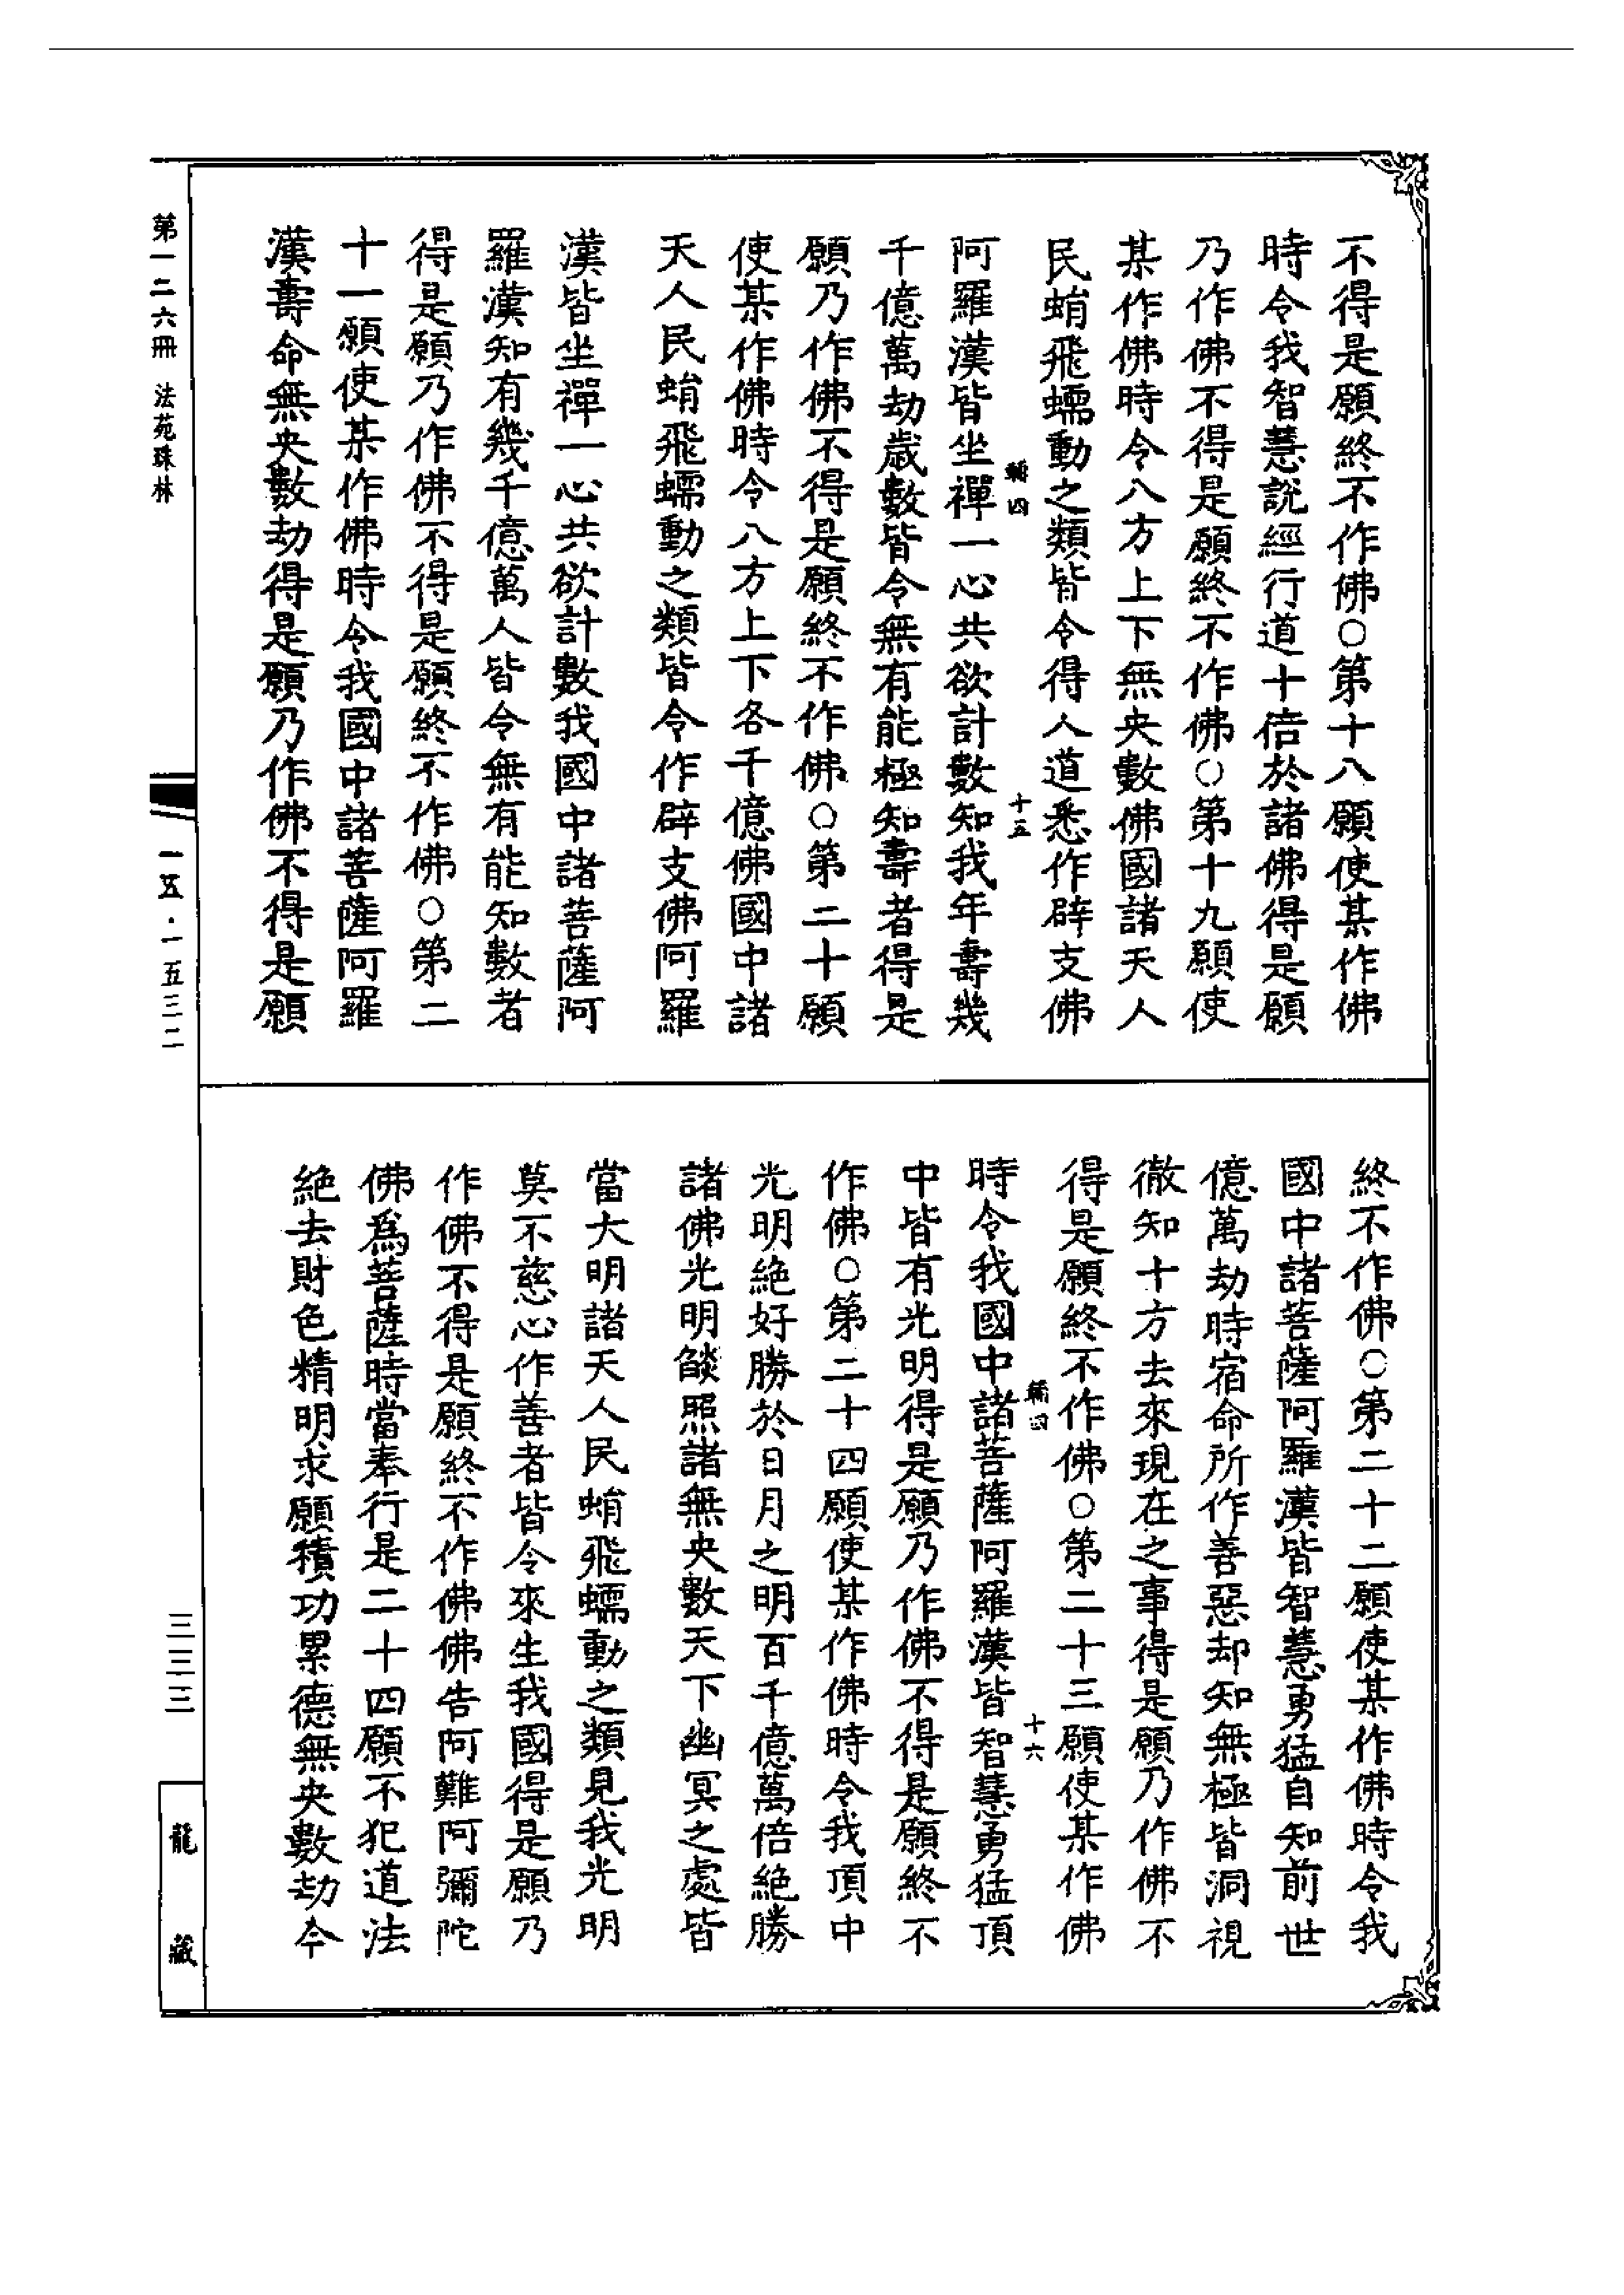 不得是願終不作佛○第十八願使某作佛
時令我智慧說經行道十倍於諸佛得是願
乃作佛不得是願終不作佛○第十九願使
某作佛時令八方上下無央數佛國諸天人
民蜎飛蠕動之類皆令得人道悉作辟支佛
輔四 十五
阿羅漢皆坐禪一心共欲計數知我年壽幾
千億萬劫歲數皆令無有能極知壽者得是
願乃作佛不得是願終不作佛○第二十願
使某作佛時令八方上下各千億佛國中諸
天人民蜎飛蠕動之類皆令作辟支佛阿羅
漢皆坐禪一心共欲計數我國中諸菩薩阿
羅漢知有幾千億萬人皆令無有能知數者
得是願乃作佛不得是願終不作佛○第二
十一願使某作佛時令我國中諸菩薩阿羅
漢壽命無央數劫得是願乃作佛不得是願
終不作佛○第二十二願使某作佛時令我
國中諸菩薩阿羅漢皆智慧勇猛自知前世
億萬劫時宿命所作善惡却知無極皆洞視
徹知十方去來現在之事得是願乃作佛不
得是願終不作佛○第二十三願使某作佛
輔四 十六
時令我國中諸菩薩阿羅漢皆智慧勇猛頂
中皆有光明得是願乃作佛不得是願終不
作佛○第二十四願使某作佛時令我頂中
光明絶好勝於日月之明百千億萬倍絶勝
諸佛光明燄照諸無央數天下幽冥之處皆
當大明諸天人民蜎飛蠕動之類見我光明
莫不慈心作善者皆令來生我國得是願乃
作佛不得是願終不作佛佛告阿難阿彌陀
佛爲菩薩時當奉行是二十四願不犯道法
絶去財色精明求願積功累德無央數劫今
第一二六冊 法苑珠林
一五·一五三二
三三三
龍藏